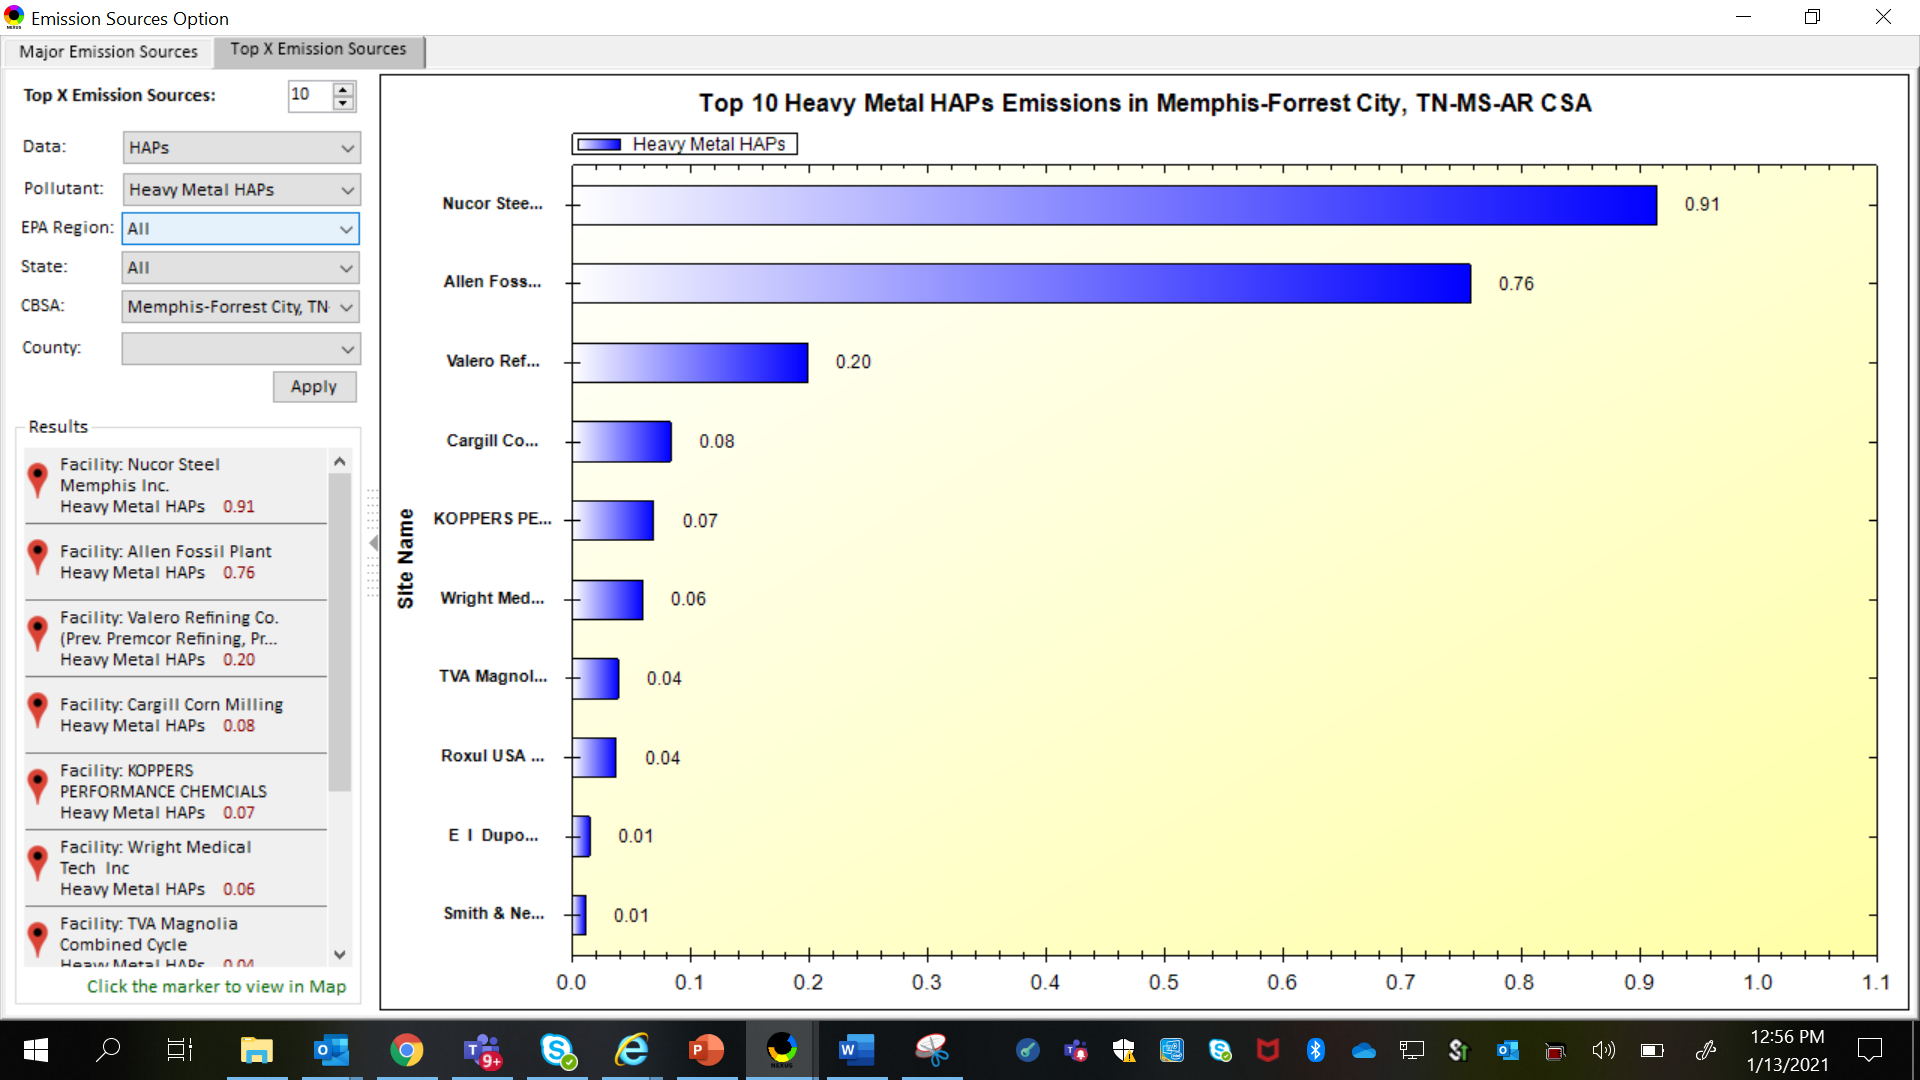 Emission Sources Option
Major Emission Sources
Top X Emission Sources
Top X Emission Sources:
10
Data:
HAPs
Pollutant:
Heavy Metal HAPs
EPA Region:
All
State:
All
CBSA:
Memphis-Forrest City, TN-
County:
Apply
Results
Facility: Nucor Steel
Memphis Inc.
Heavy Metal HAPs 0.91
Facility: Allen Fossil Plant
Heavy Metal HAPs 0.76
Facility: Valero Refining Co.
(Prev. Premcor Refining, Pr...
Heavy Metal HAPs 0.20
Facility: Cargill Corn Milling
Heavy Metal HAPs 0.08
Facility: KOPPERS
PERFORMANCE CHEMCIALS
Heavy Metal HAPs 0.07
Facility: Wright Medical
Tech Inc
Heavy Metal HAPs 0.06
Facility: TVA Magnolia
Combined Cycle
Heavy Metal HAPs 0.04
Click the marker to view in Map
Top 10 Heavy Metal HAPs Emissions in Memphis-Forrest City, TN-MS-AR CSA
Heavy Metal HAPs
Site Name
Nucor Stee... 0.91
Allen Foss... 0.76
Valero Ref... 0.20
Cargill Co... 0.08
KOPPERS PE... 0.07
Wright Med... 0.06
TVA Magnol... 0.04
Roxul USA ... 0.04
E I Dupo... 0.01
Smith & Ne... 0.01
0.0 0.1 0.2 0.3 0.4 0.5 0.6 0.7 0.8 0.9 1.0 1.1
9+
NEXUS
12:56 PM
1/13/2021